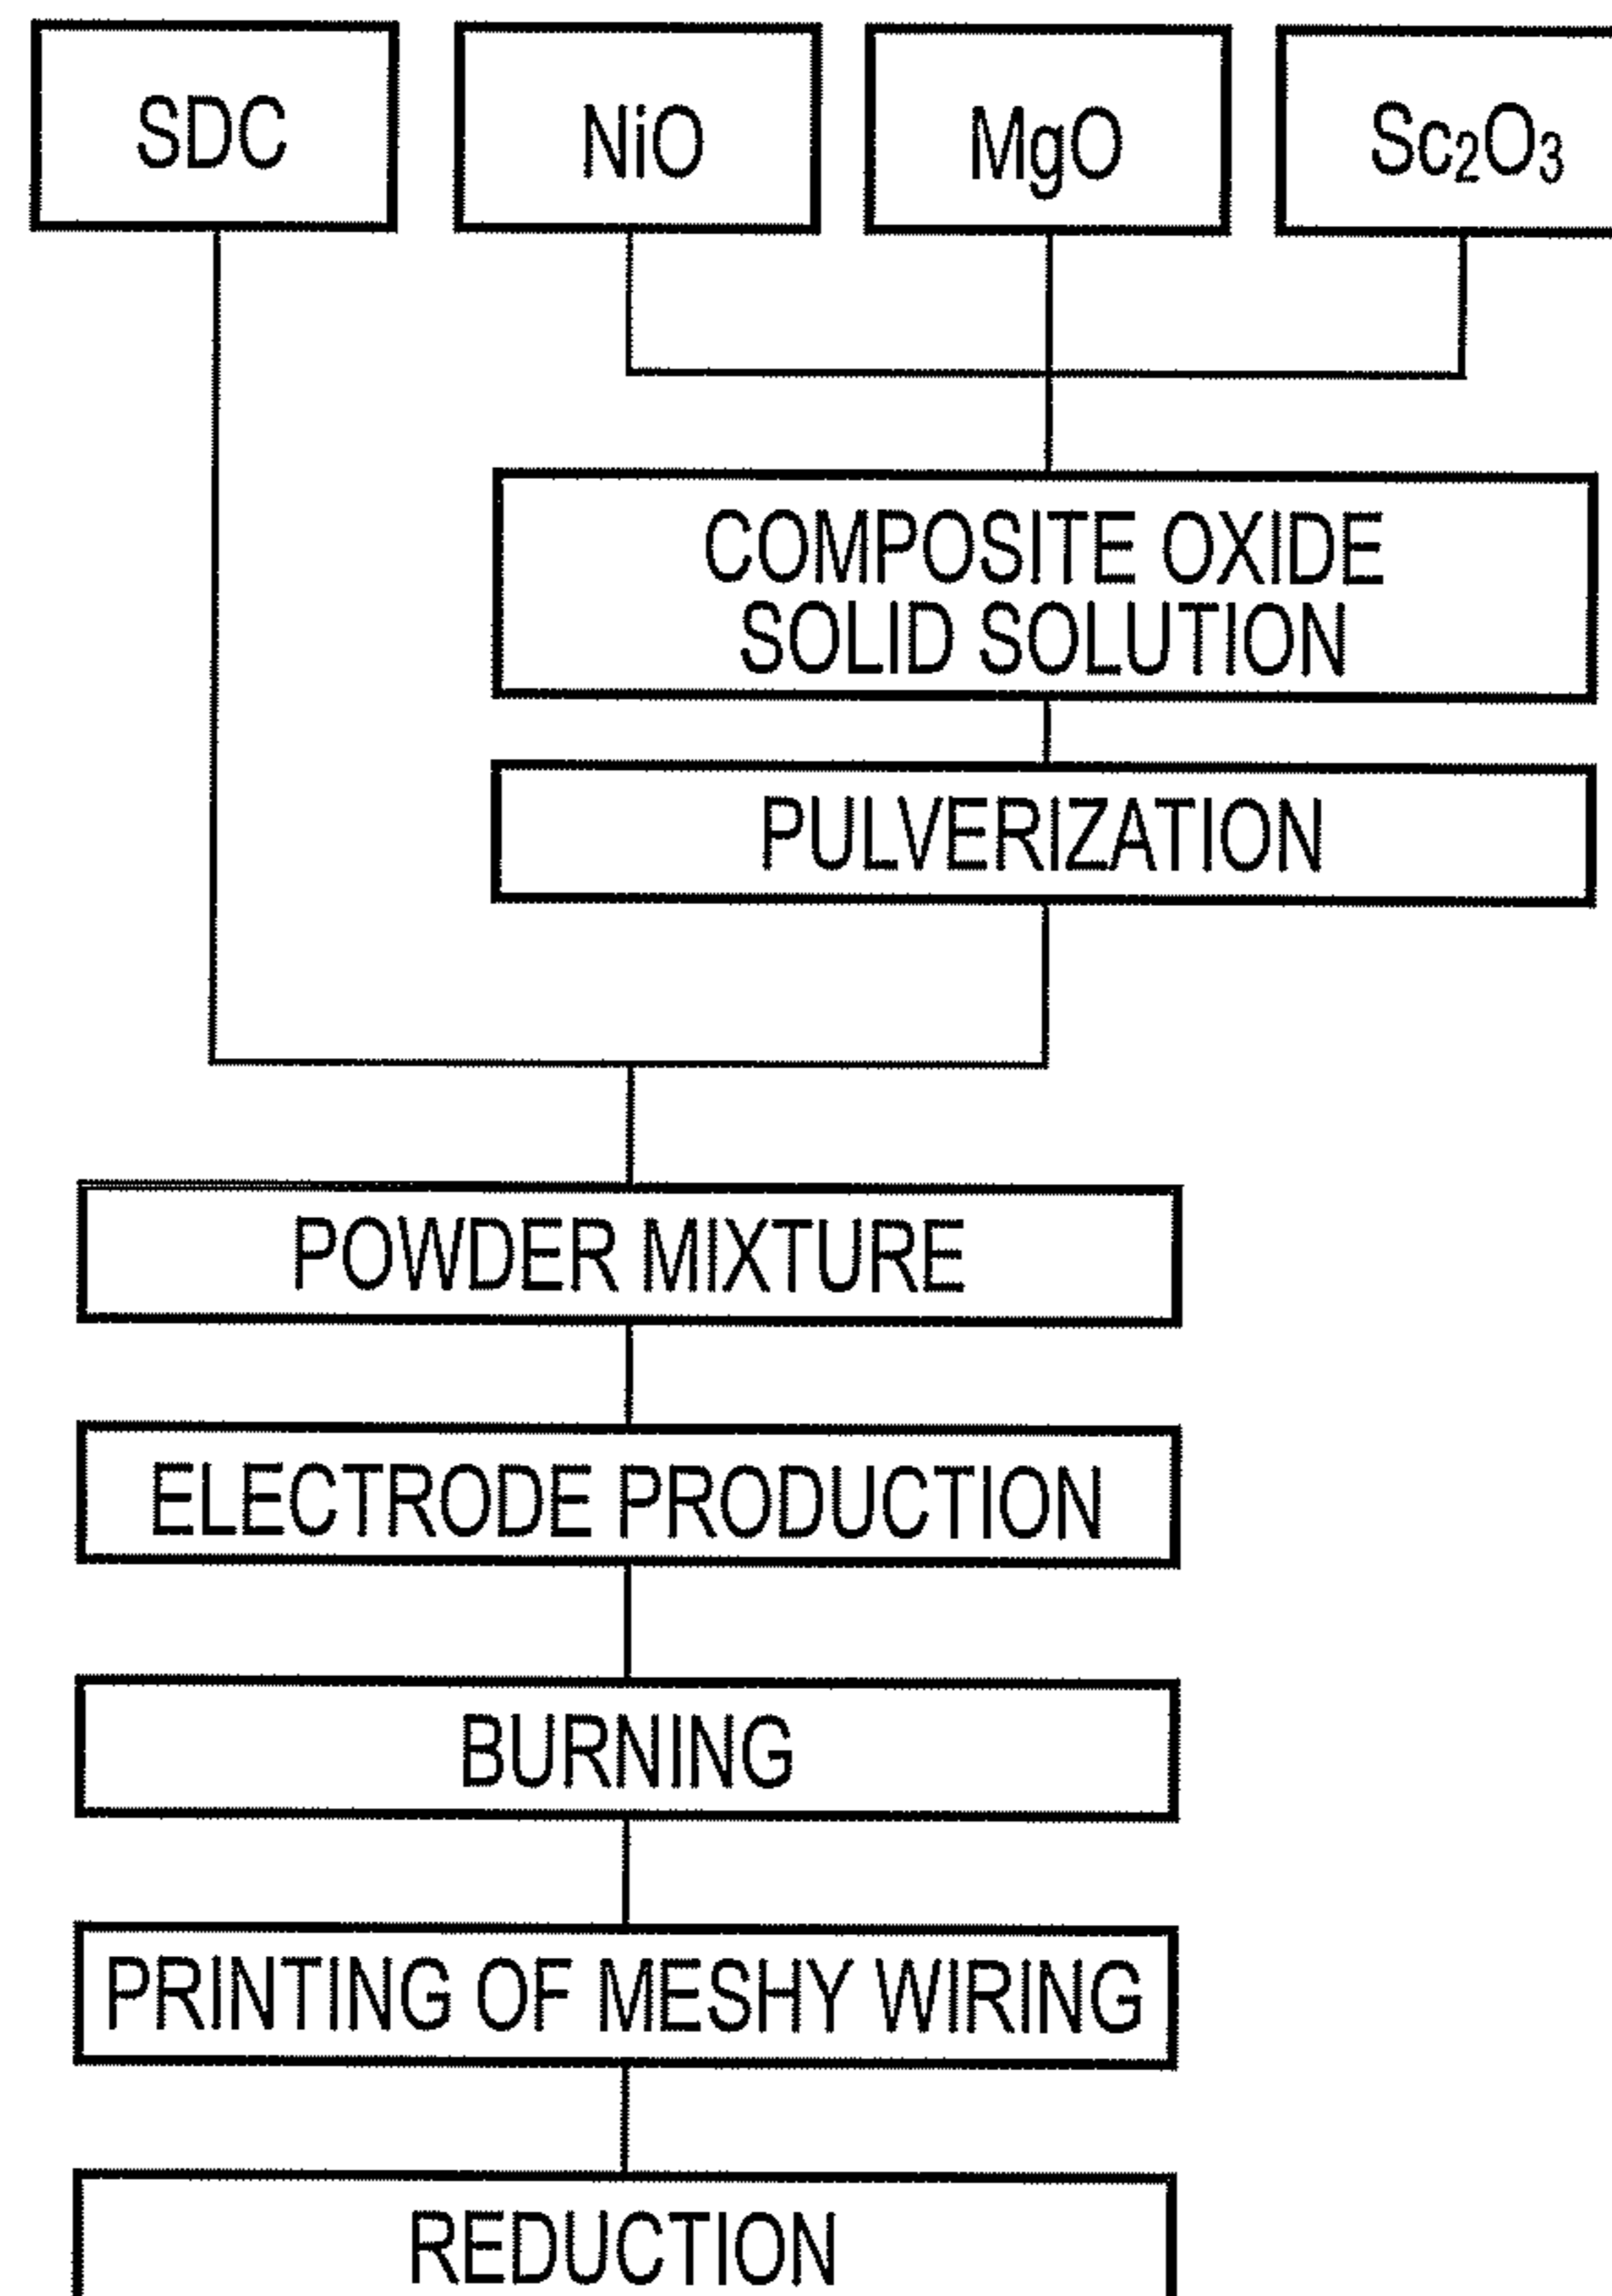 SDC
NiO
MgO
Sc₂O₃
COMPOSITE OXIDE
SOLID SOLUTION
PULVERIZATION
POWDER MIXTURE
ELECTRODE PRODUCTION
BURNING
PRINTING OF MESHY WIRING
REDUCTION